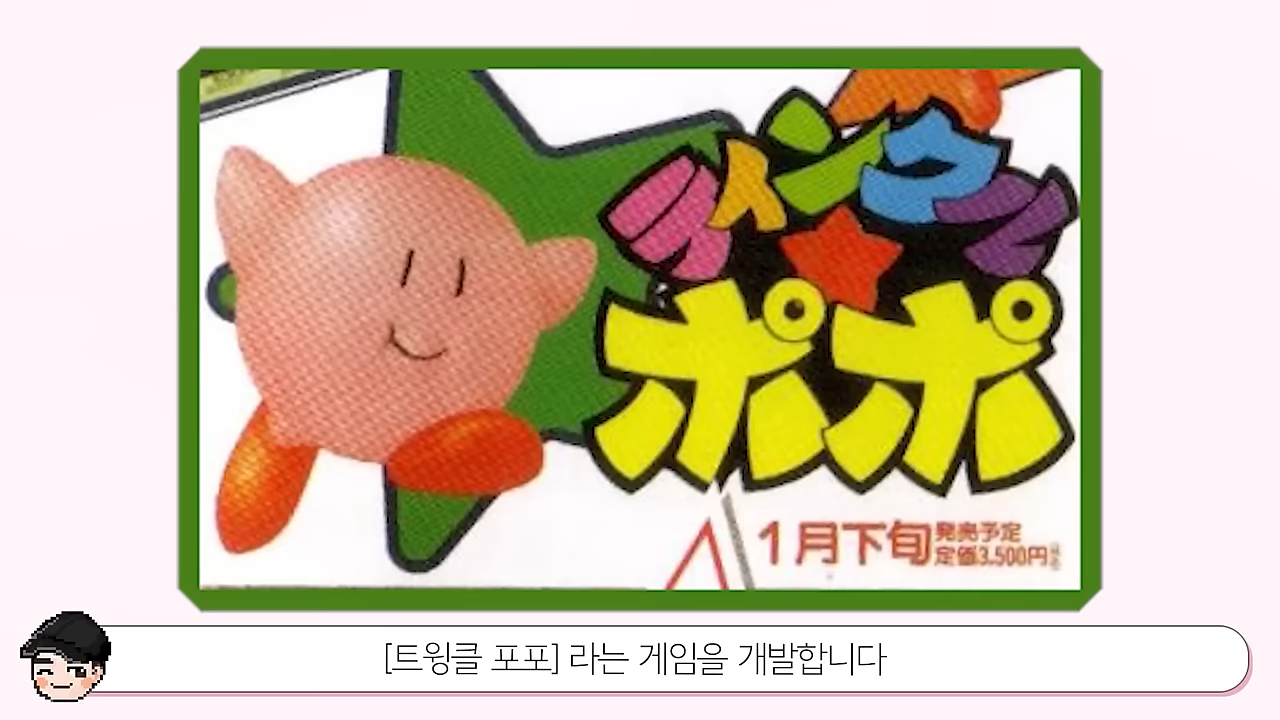 ティンクル
ポポ
1月下旬
発売予定
定価3,500円
[트윙클 포포] 라는 게임을 개발합니다